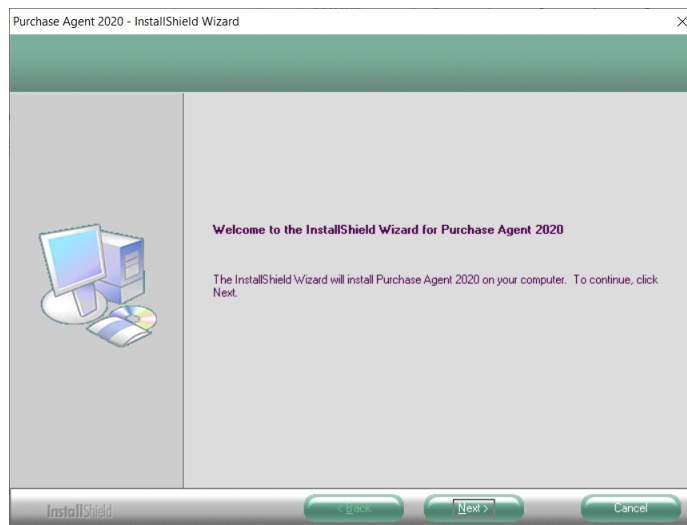 Purchase Agent 2020 - InstallShield Wizard
Welcome to the InstallShield Wizard for Purchase Agent 2020
The InstallShield Wizard will install Purchase Agent 2020 on your computer. To continue, click
Next.
InstallShield
< Back
Next >
Cancel